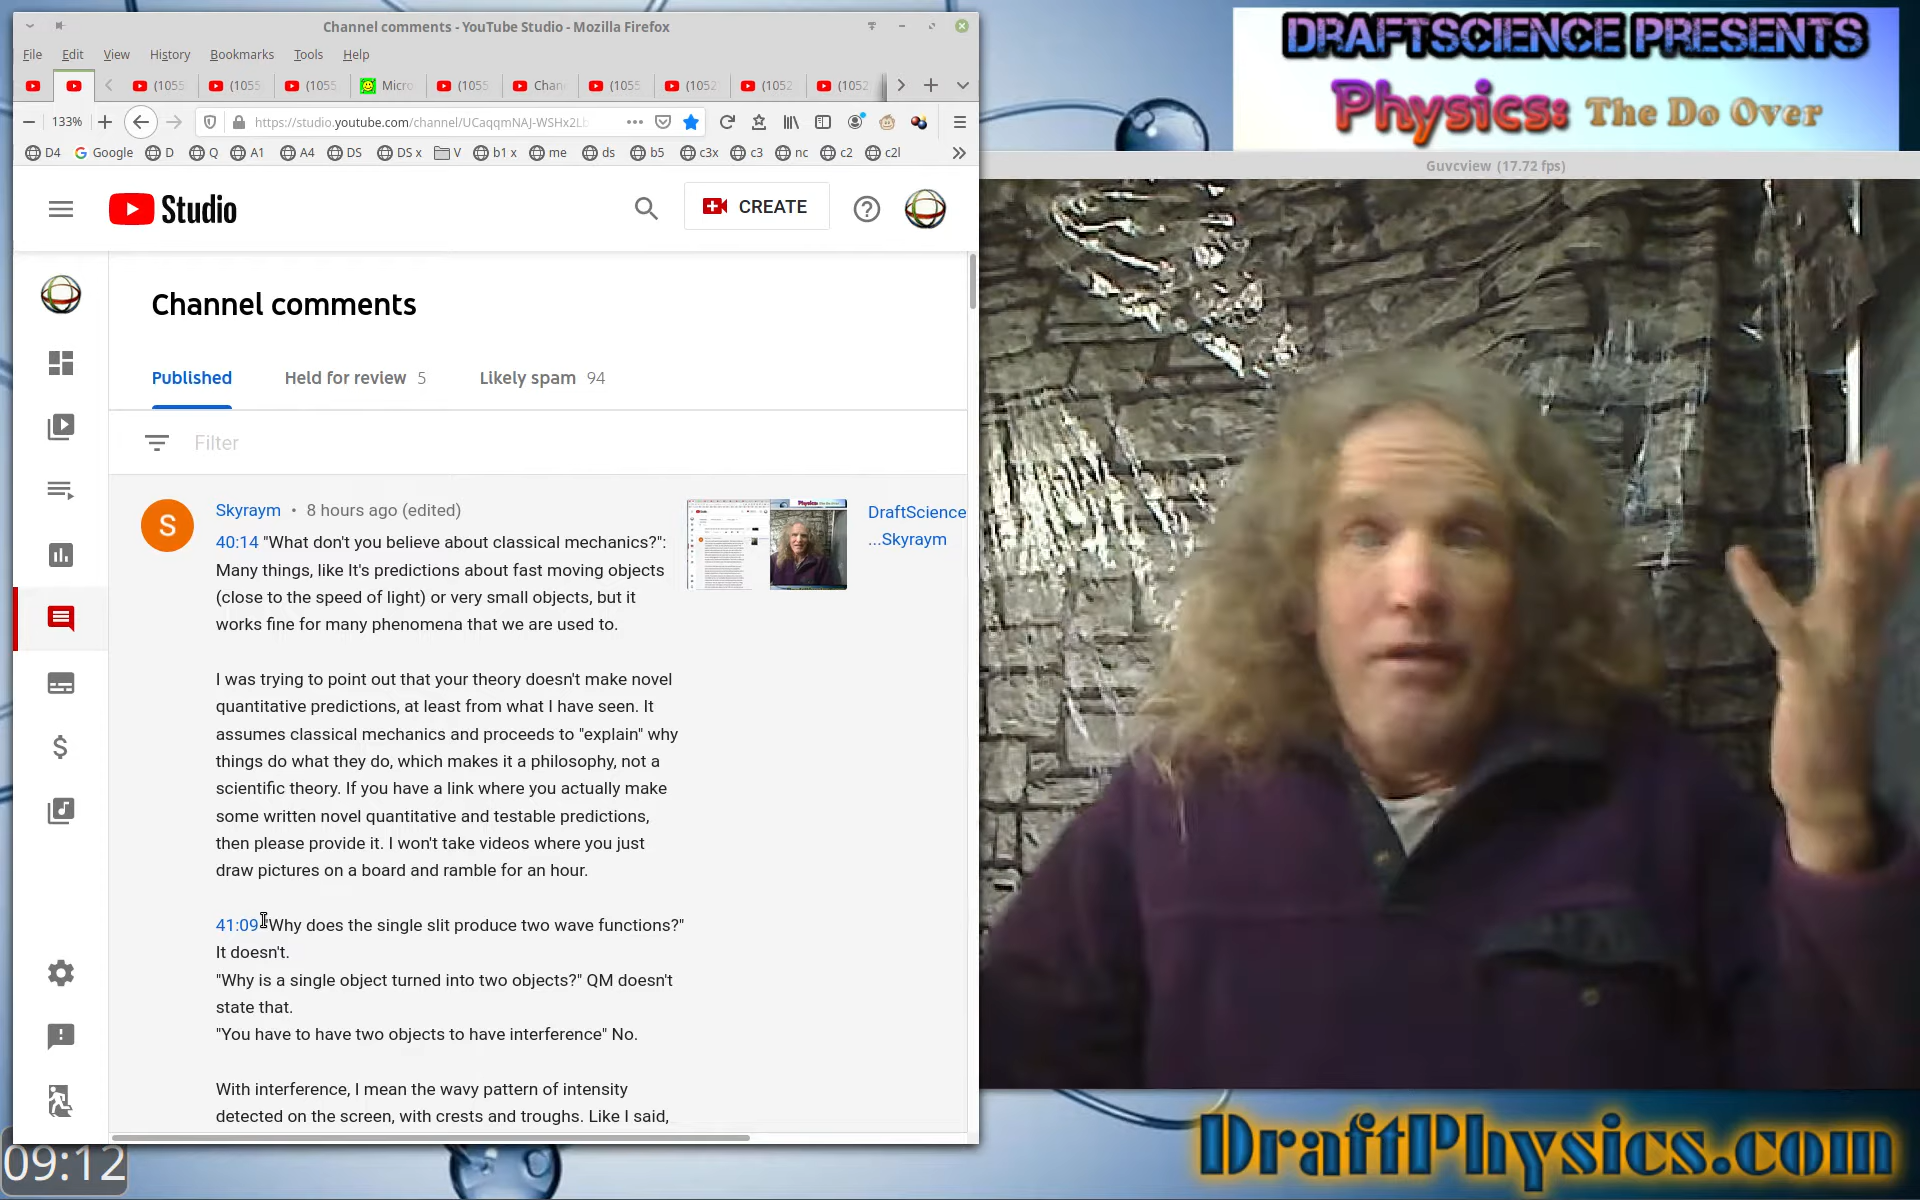 Channel comments - YouTube Studio - Mozilla Firefox
File Edit View History Bookmarks Tools Help
(1055 (1055 (1055 Micro (1055 Chan (1055 (1052 (1052 (1052
133% https://studio.youtube.com/channel/UCaqqmNAJ-WSHx2Lb
D4 Google D Q A1 A4 DS DS x V b1 x me ds b5 c3x c3 nc c2 c2l
Studio CREATE
Channel comments
Published Held for review 5 Likely spam 94
Filter
S
Skyraym • 8 hours ago (edited)
40:14 "What don't you believe about classical mechanics?":
Many things, like It's predictions about fast moving objects
(close to the speed of light) or very small objects, but it
works fine for many phenomena that we are used to.
I was trying to point out that your theory doesn't make novel
quantitative predictions, at least from what I have seen. It
assumes classical mechanics and proceeds to "explain" why
things do what they do, which makes it a philosophy, not a
scientific theory. If you have a link where you actually make
some written novel quantitative and testable predictions,
then please provide it. I won't take videos where you just
draw pictures on a board and ramble for an hour.
41:09 "Why does the single slit produce two wave functions?"
It doesn't.
"Why is a single object turned into two objects?" QM doesn't
state that.
"You have to have two objects to have interference" No.
With interference, I mean the wavy pattern of intensity
detected on the screen, with crests and troughs. Like I said,
DraftScience
...Skyraym
09:12
DRAFTSCIENCE PRESENTS
Physics: The Do Over
Guvcview (17.72 fps)
DraftPhysics.com